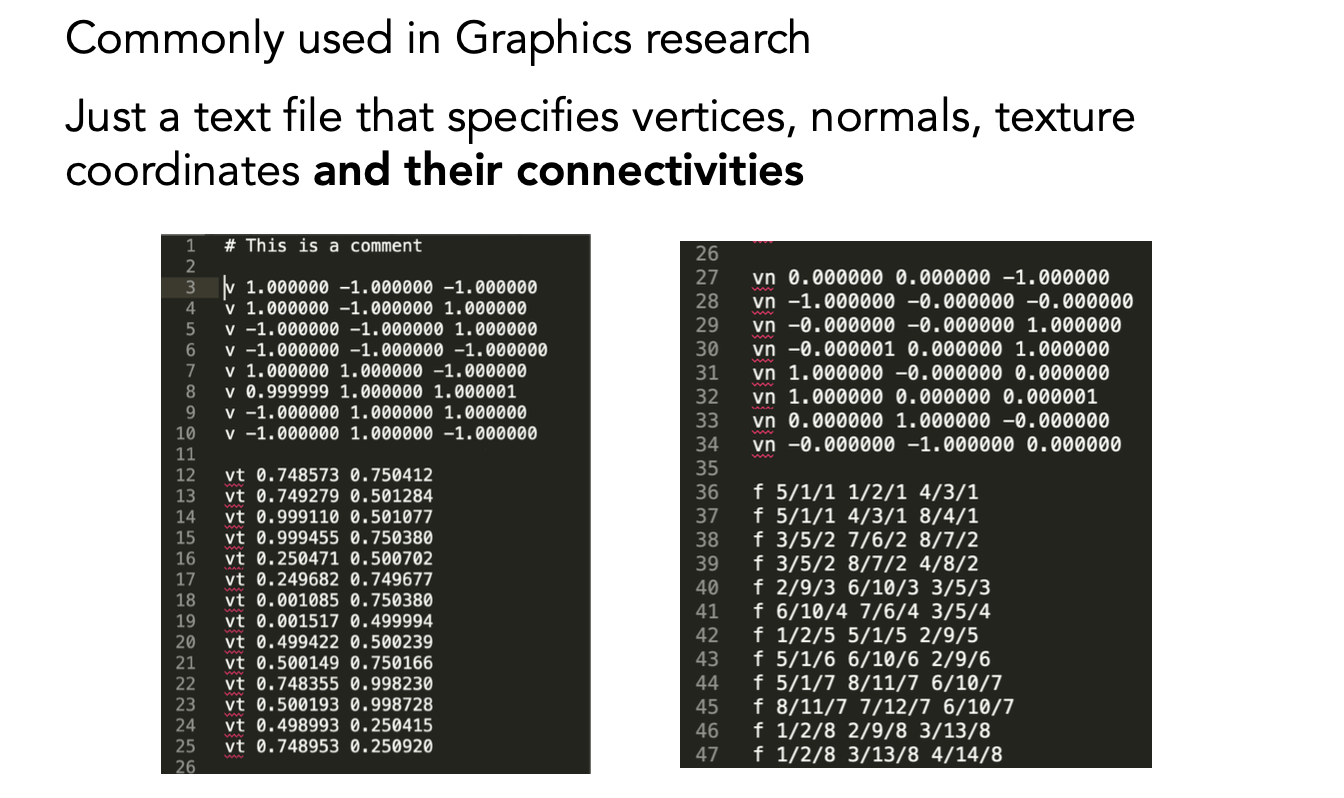 Commonly used in Graphics research
Just a text file that specifies vertices, normals, texture
coordinates and their connectivities
1 # This is a comment
2
3 v 1.000000 -1.000000 -1.000000
4 v 1.000000 -1.000000 1.000000
5 v -1.000000 -1.000000 1.000000
6 v -1.000000 -1.000000 -1.000000
7 v 1.000000 1.000000 -1.000000
8 v 0.999999 1.000000 1.000001
9 v -1.000000 1.000000 1.000000
10 v -1.000000 1.000000 -1.000000
11
12 vt 0.748573 0.750412
13 vt 0.749279 0.501284
14 vt 0.999110 0.501077
15 vt 0.999455 0.750380
16 vt 0.250471 0.500702
17 vt 0.249682 0.749677
18 vt 0.001085 0.750380
19 vt 0.001517 0.499994
20 vt 0.499422 0.500239
21 vt 0.500149 0.750166
22 vt 0.748355 0.998230
23 vt 0.500193 0.998728
24 vt 0.498993 0.250415
25 vt 0.748953 0.250920
26
26
27 vn 0.000000 0.000000 -1.000000
28 vn -1.000000 -0.000000 -0.000000
29 vn -0.000000 -0.000000 1.000000
30 vn -0.000001 0.000000 1.000000
31 vn 1.000000 -0.000000 0.000000
32 vn 1.000000 0.000000 0.000001
33 vn 0.000000 1.000000 -0.000000
34 vn -0.000000 -1.000000 0.000000
35
36 f 5/1/1 1/2/1 4/3/1
37 f 5/1/1 4/3/1 8/4/1
38 f 3/5/2 7/6/2 8/7/2
39 f 3/5/2 8/7/2 4/8/2
40 f 2/9/3 6/10/3 3/5/3
41 f 6/10/4 7/6/4 3/5/4
42 f 1/2/5 5/1/5 2/9/5
43 f 5/1/6 6/10/6 2/9/6
44 f 5/1/7 8/11/7 6/10/7
45 f 8/11/7 7/12/7 6/10/7
46 f 1/2/8 2/9/8 3/13/8
47 f 1/2/8 3/13/8 4/14/8